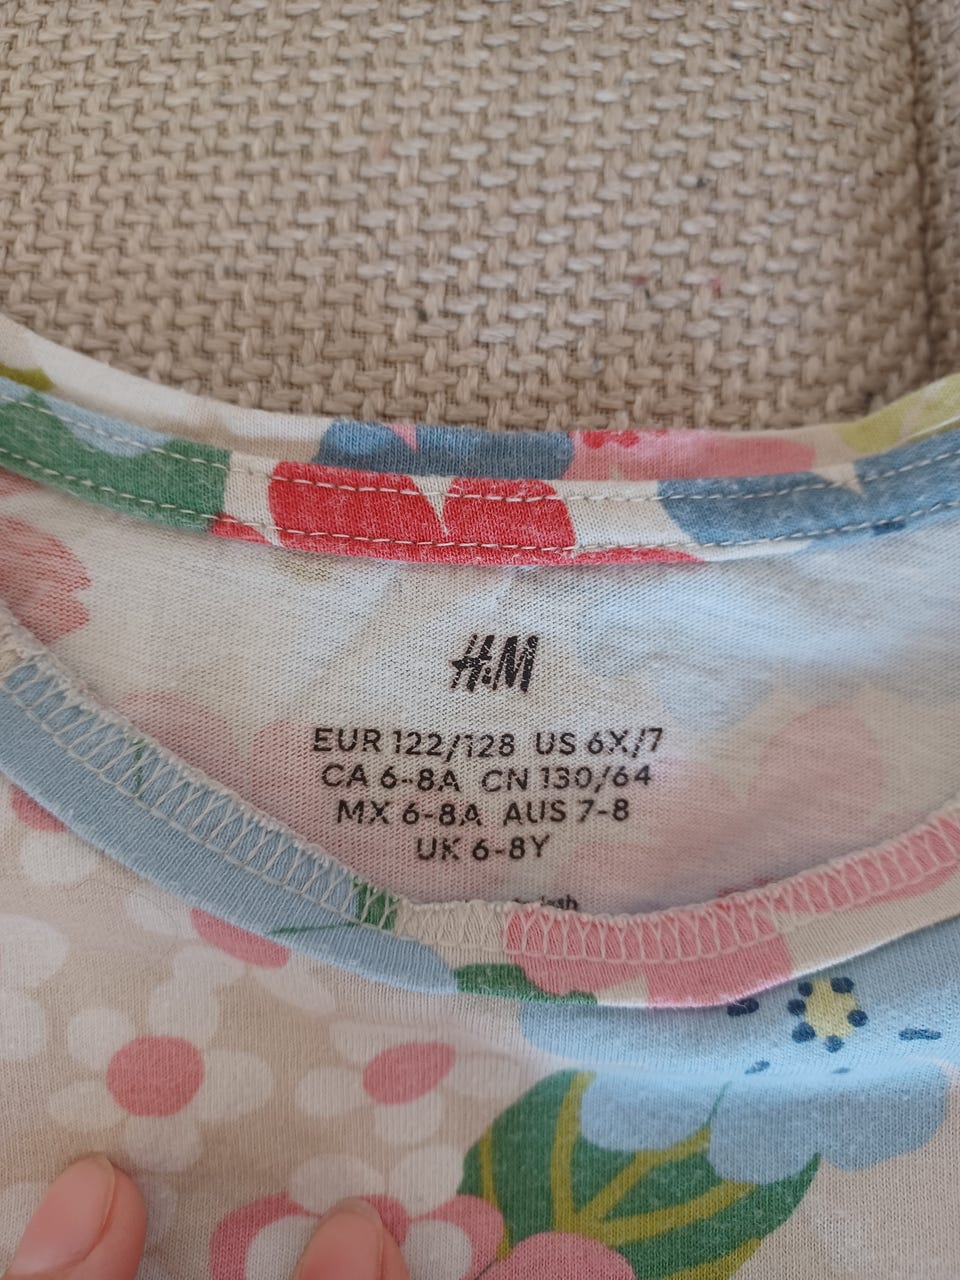 H&M
EUR 122/128 US 6X/7
CA 6-8A CN 130/64
MX 6-8A AUS 7-8
UK 6-8Y